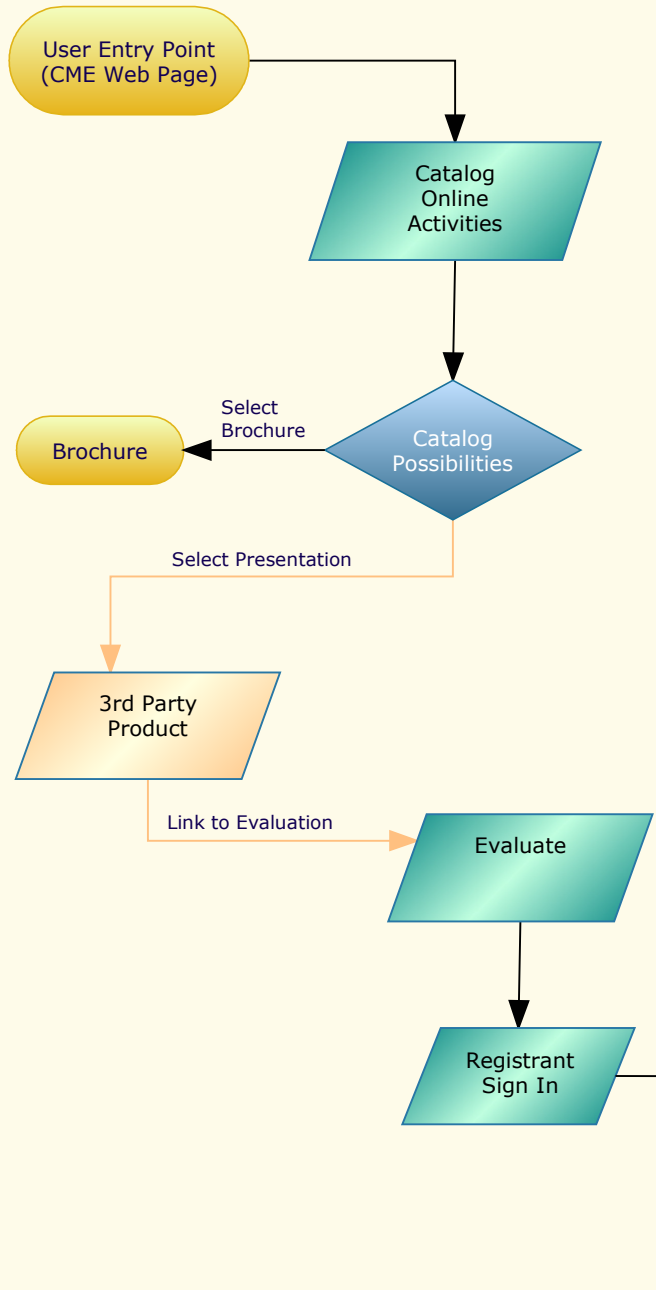 User Entry Point
(CME Web Page)
Catalog
Online
Activities
Select
Brochure
Brochure
Catalog
Possibilities
Select Presentation
3rd Party
Product
Link to Evaluation
Evaluate
Registrant
Sign In